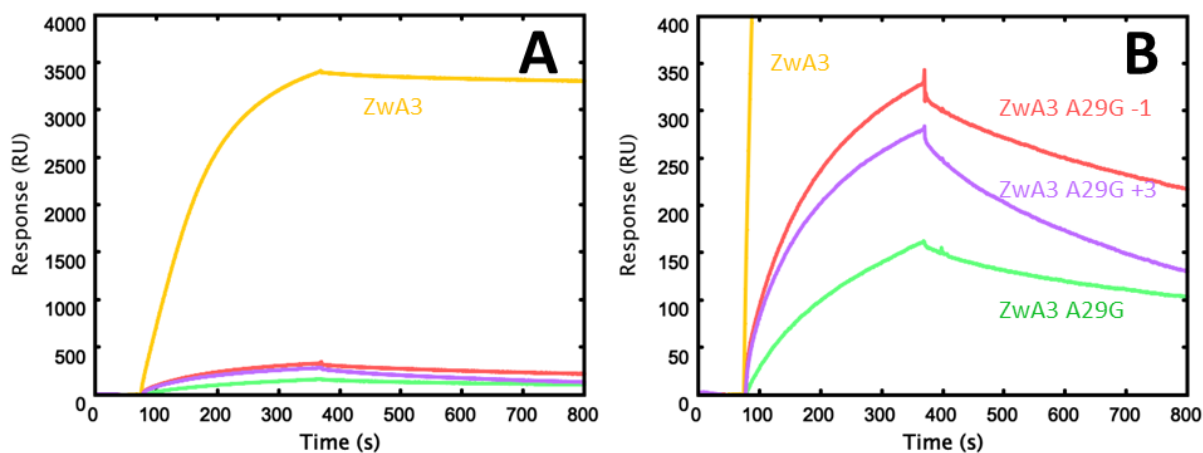 A
B
4000
3500
3000
2500
2000
1500
1000
500
0
Response (RU)
0 100 200 300 400 500 600 700 800
Time (s)
ZwA3
400
350
300
250
200
150
100
50
0
Response (RU)
0 100 200 300 400 500 600 700 800
Time (s)
ZwA3
ZwA3 A29G -1
ZwA3 A29G +3
ZwA3 A29G